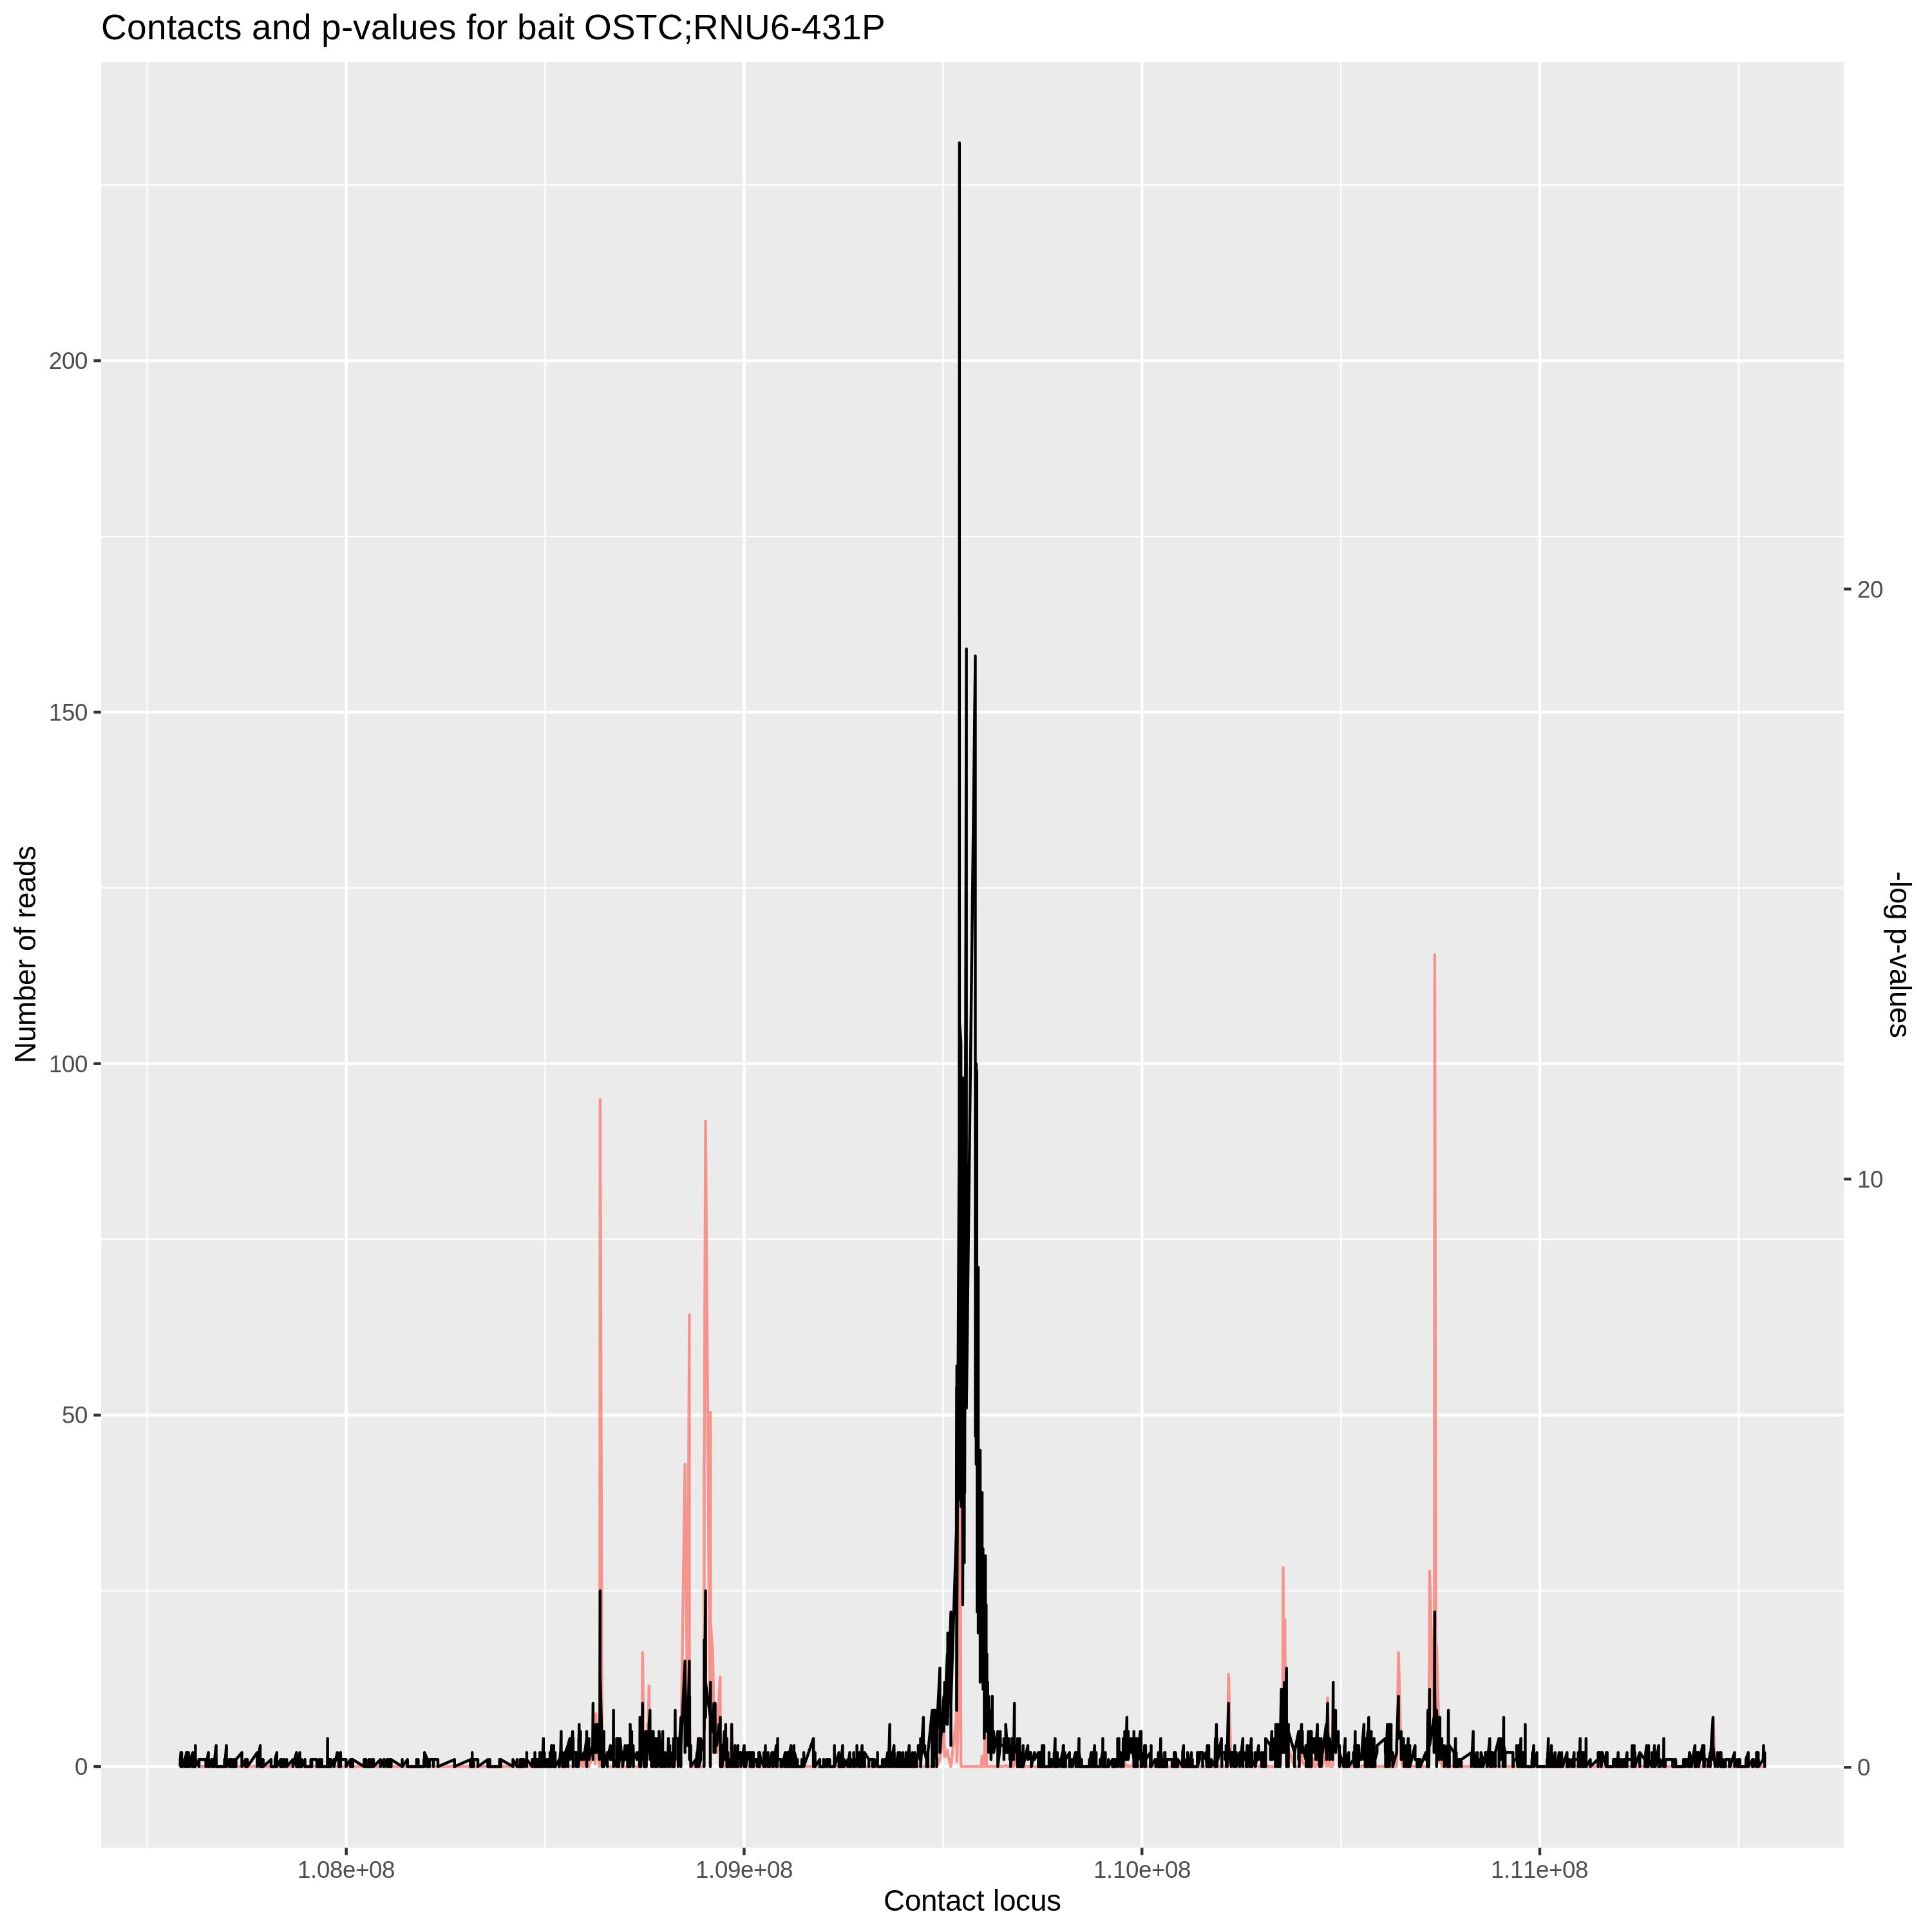 Contacts and p-values for bait OSTC;RNU6-431P
Number of reads
200
150
100
50
0
20
10
0
-log p-values
1.08e+08
1.09e+08
1.10e+08
1.11e+08
Contact locus